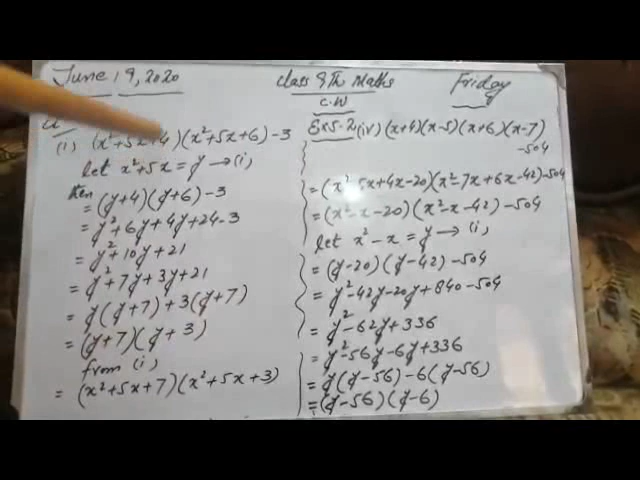 June 19, 2020 Class 9th Maths Friday
C.W
(i) (x²+5x+4)(x²+5x+6)-3
let x²+5x = y → (i)
then
= (y+4)(y+6)-3
= y²+6y+4y+24-3
= y²+10y+21
= y²+7y+3y+21
= y(y+7)+3(y+7)
= (y+7)(y+3)
from (i)
= (x²+5x+7)(x²+5x+3)
Ex5.2 (iv) (x+4)(x-5)(x+6)(x-7)
-504
= (x²-5x+4x-20)(x²-7x+6x-42)-504
= (x²-x-20)(x²-x-42)-504
let x²-x = y → (i)
= (y-20)(y-42)-504
= y²-42y-20y+840-504
= y²-62y+336
= y²-56y-6y+336
= y(y-56)-6(y-56)
= (y-56)(y-6)